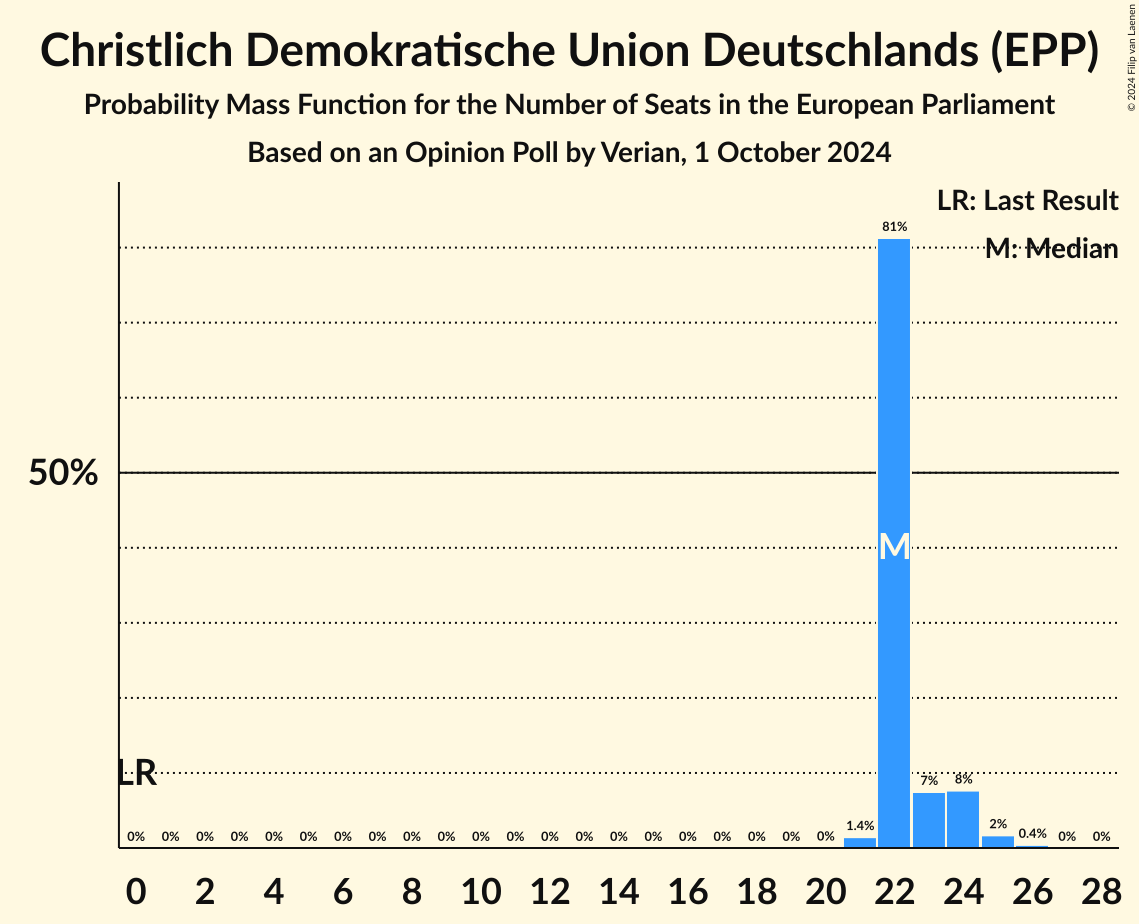 Christlich Demokratische Union Deutschlands (EPP)
Probability Mass Function for the Number of Seats in the European Parliament
Based on an Opinion Poll by Verian, 1 October 2024
© 2024 Filip van Laenen
LR: Last Result
M: Median
81%
50%
M
LR
7%
8%
0% 0% 0% 0% 0% 0% 0% 0% 0% 0% 0% 0% 0% 0% 0% 0% 0% 0% 0% 0% 0% 1.4% 2% 0.4% 0% 0%
0 2 4 6 8 10 12 14 16 18 20 22 24 26 28